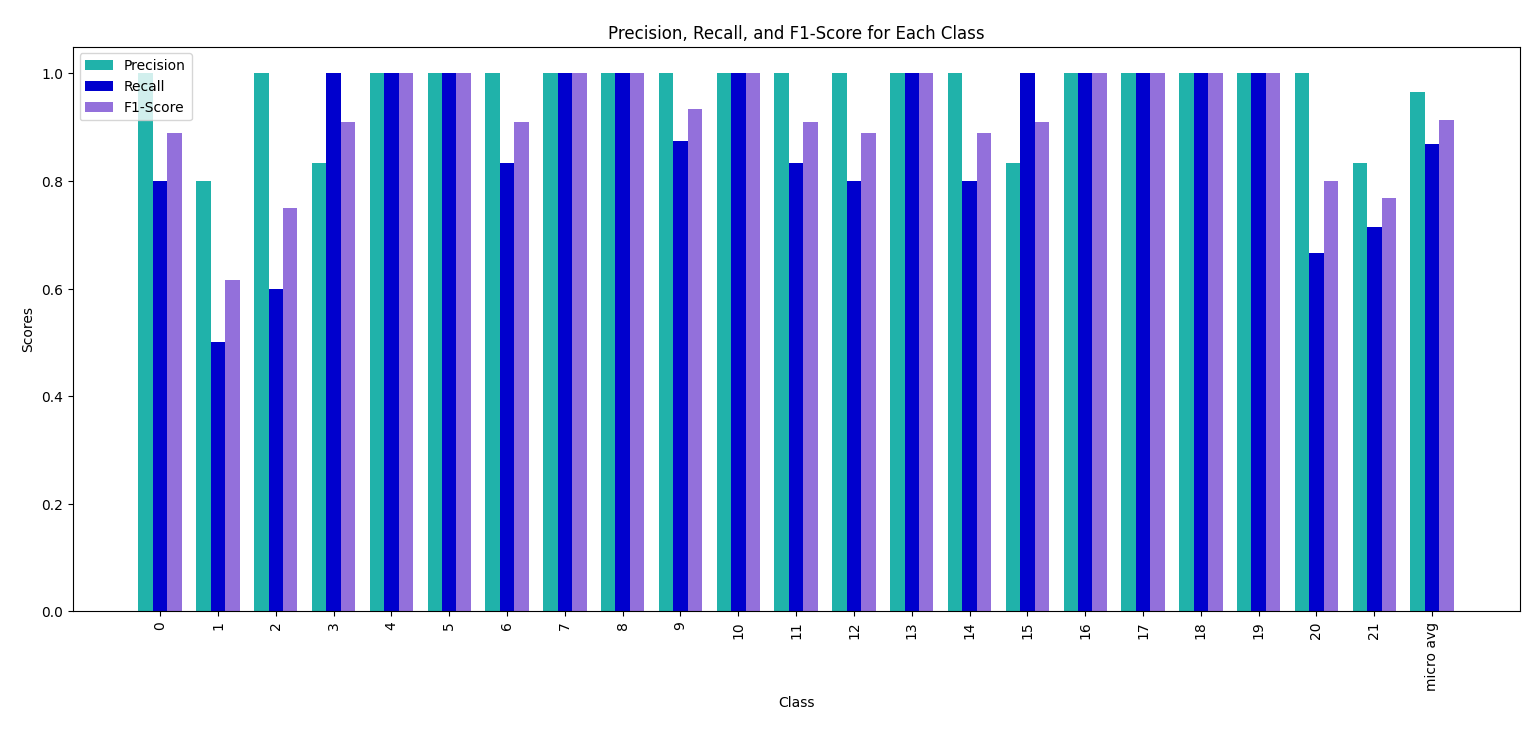 Precision, Recall, and F1-Score for Each Class
Precision
Recall
F1-Score
1.0
0.8
0.6
0.4
0.2
0.0
Scores
0 1 2 3 4 5 6 7 8 9 10 11 12 13 14 15 16 17 18 19 20 21 micro avg
Class